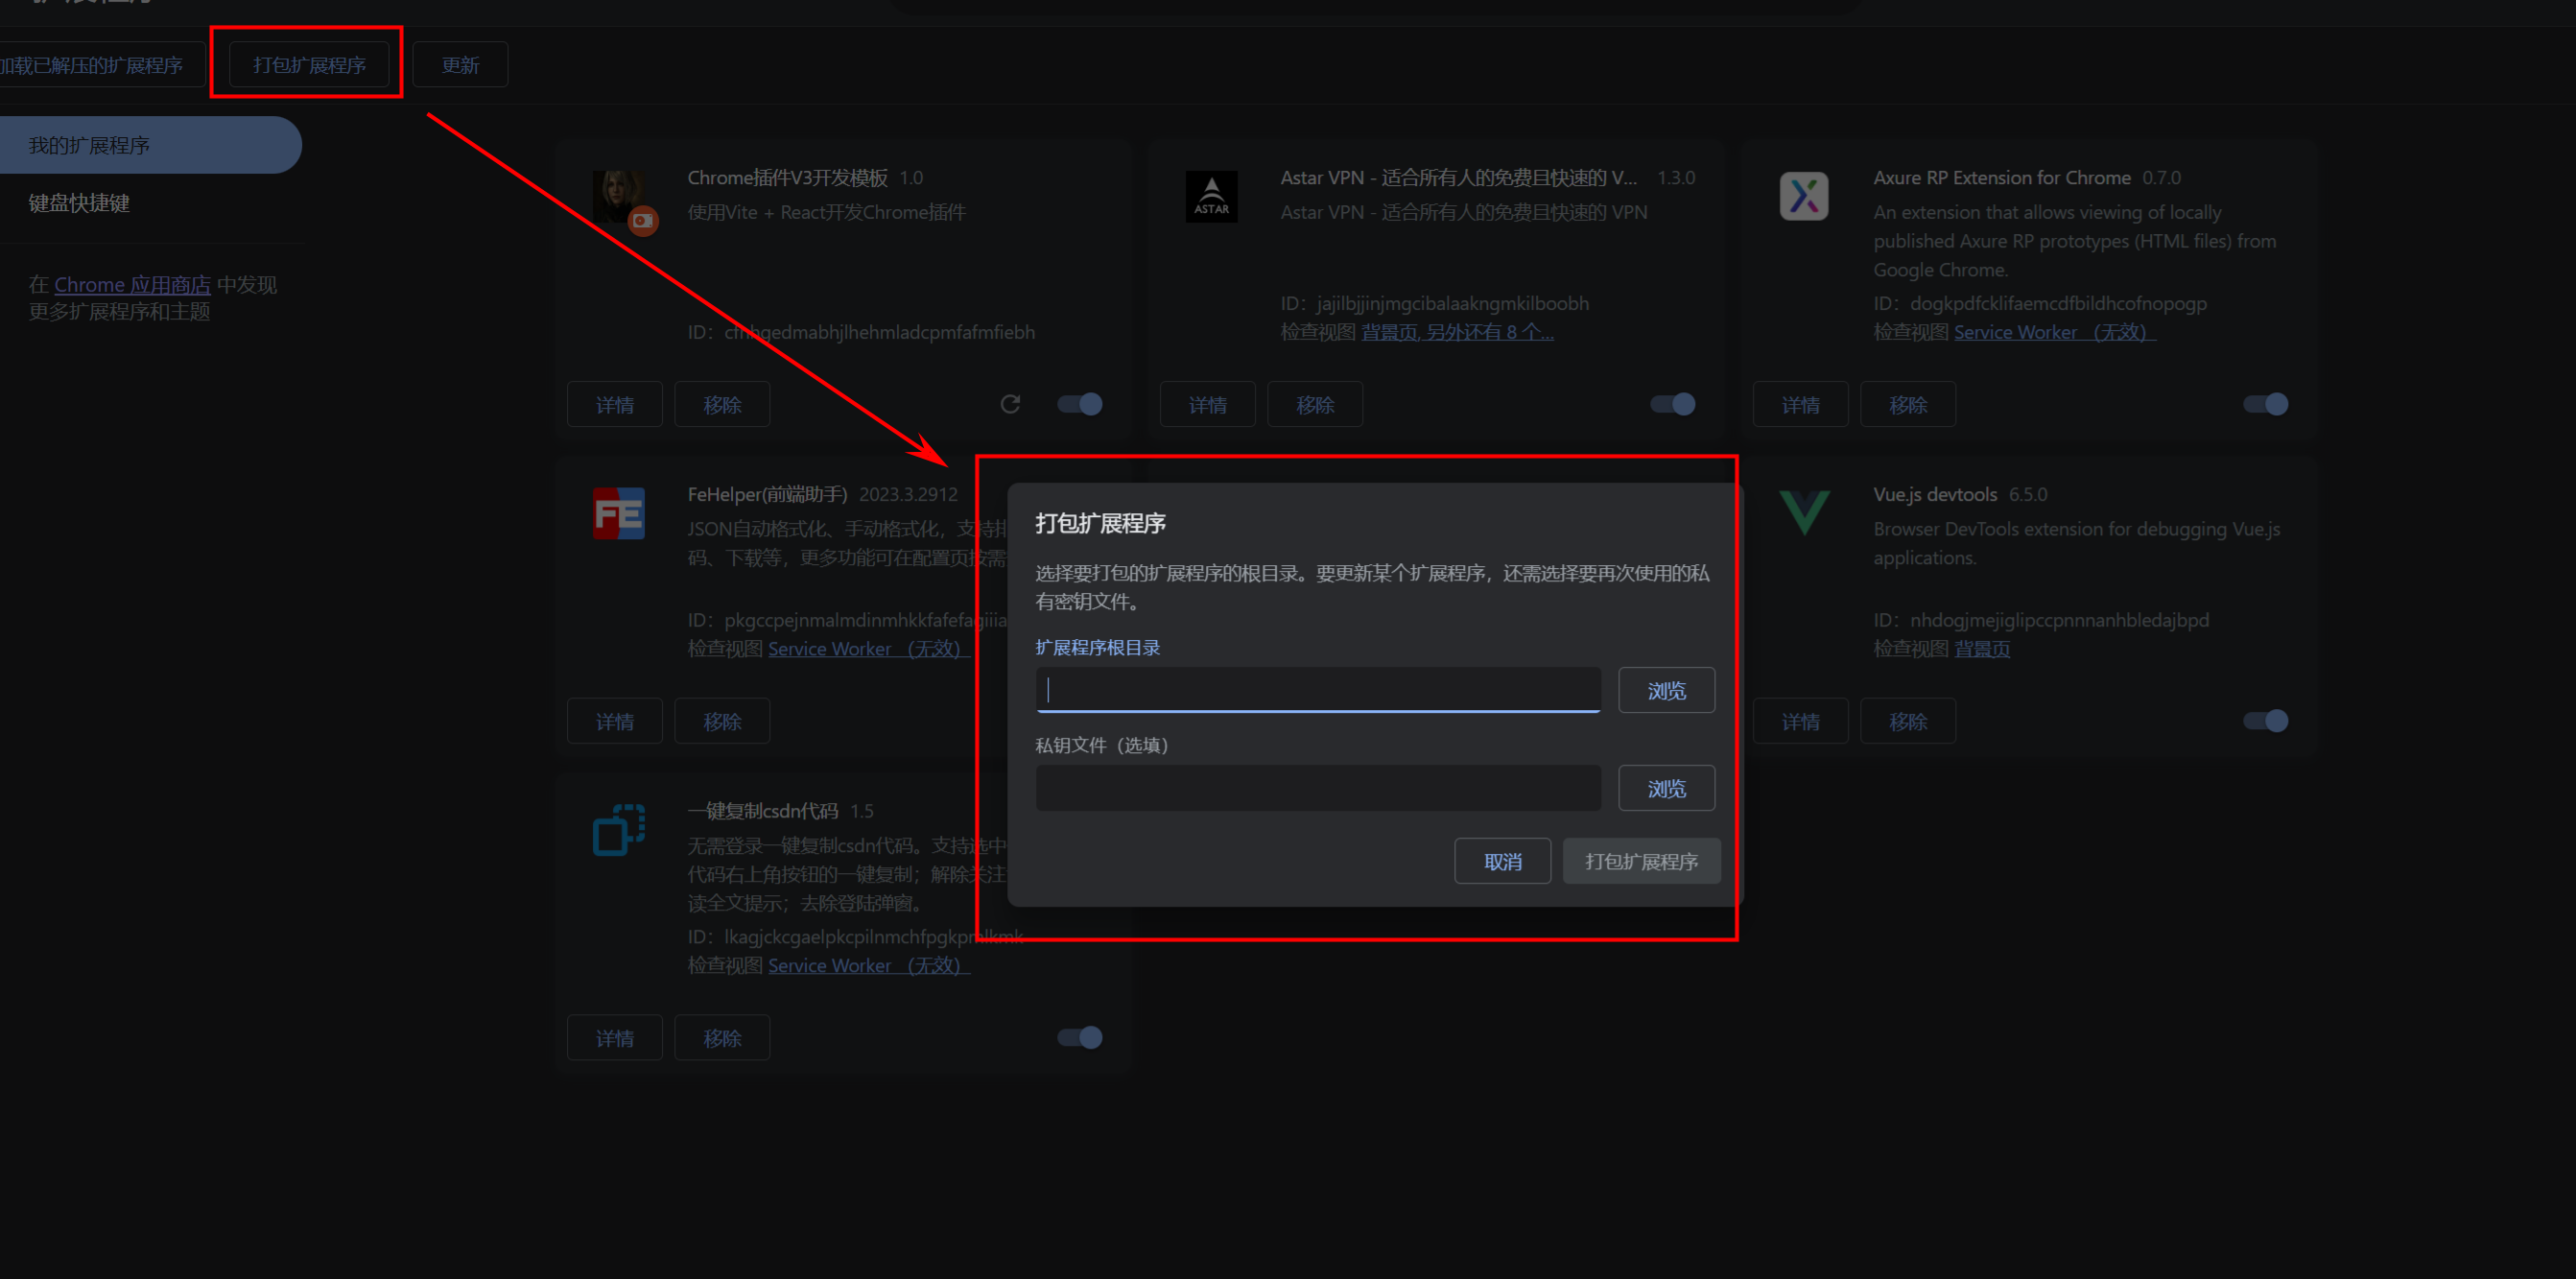 加载已解压的扩展程序
打包扩展程序
更新
我的扩展程序
键盘快捷键
在 Chrome 应用商店 中发现
更多扩展程序和主题
Chrome插件V3开发模板 1.0
使用Vite + React开发Chrome插件
详情
移除
Astar VPN - 适合所有人的免费且快速的 V... 1.3.0
Astar VPN - 适合所有人的免费且快速的 VPN
ASTAR
ID：jajilbjjinjmgcibalaakngmkilboobh
检查视图 背景页, 另外还有 8 个...
详情
移除
Axure RP Extension for Chrome 0.7.0
An extension that allows viewing of locally
published Axure RP prototypes (HTML files) from
Google Chrome.
ID：dogkpdfcklifaemcdfbildhcofnopogp
检查视图 Service Worker （无效）
详情
移除
FE
FeHelper(前端助手) 2023.3.2912
JSON自动格式化、手动格式化，支持排
码、下载等，更多功能可在配置页按需
ID：pkgccpejnmalmdinmhkkfafefagiiia
检查视图 Service Worker （无效）
详情
移除
打包扩展程序
选择要打包的扩展程序的根目录。要更新某个扩展程序，还需选择要再次使用的私
有密钥文件。
扩展程序根目录
浏览
私钥文件（选填）
浏览
取消
打包扩展程序
Vue.js devtools 6.5.0
Browser DevTools extension for debugging Vue.js
applications.
ID：nhdogjmejiglipccpnnnanhbledajbpd
检查视图 背景页
详情
移除
一键复制csdn代码 1.5
无需登录一键复制csdn代码。支持选中
代码右上角按钮的一键复制；解除关注
读全文提示；去除登陆弹窗。
ID：lkagjckcgaelpkcpilnmchfpgkpmlkmk
检查视图 Service Worker （无效）
详情
移除